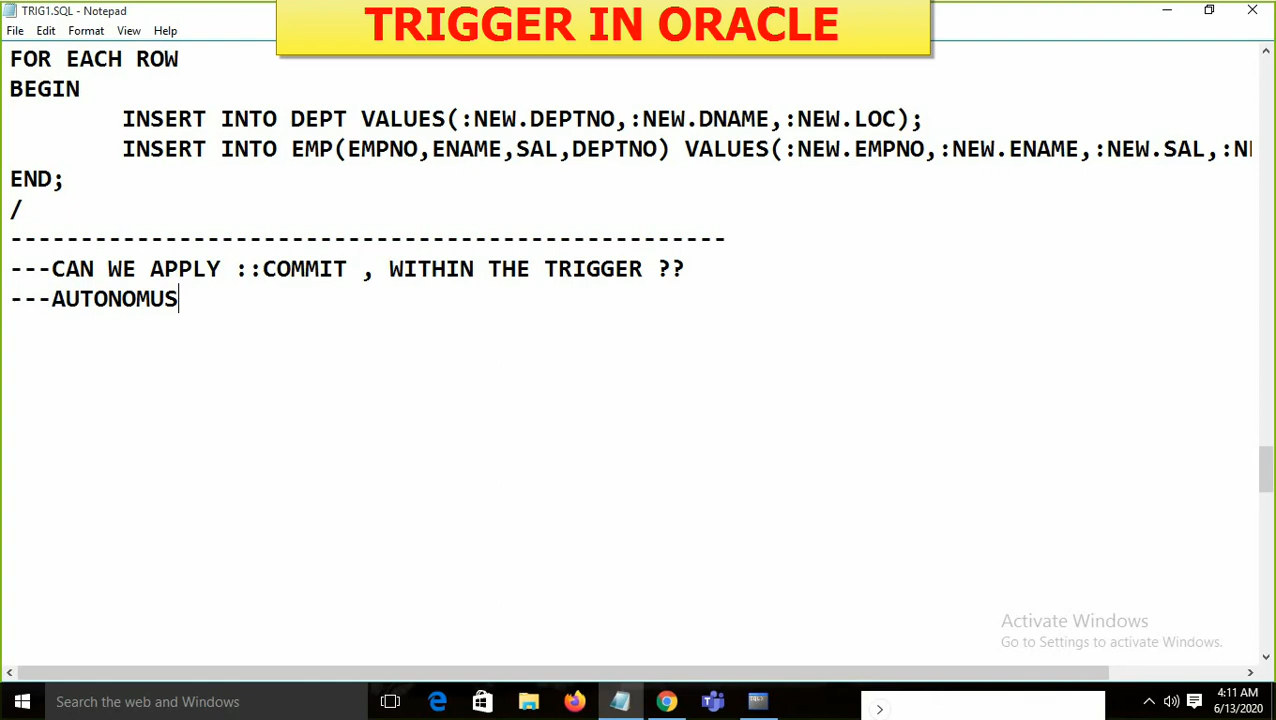 TRIG1.SQL - Notepad
TRIGGER IN ORACLE
File Edit Format View Help
FOR EACH ROW
BEGIN
INSERT INTO DEPT VALUES(:NEW.DEPTNO,:NEW.DNAME,:NEW.LOC);
INSERT INTO EMP(EMPNO,ENAME,SAL,DEPTNO) VALUES(:NEW.EMPNO,:NEW.ENAME,:NEW.SAL,:NE
END;
/
---------------------------------------------------
---CAN WE APPLY ::COMMIT , WITHIN THE TRIGGER ??
---AUTONOMUS
Activate Windows
Go to Settings to activate Windows.
Search the web and Windows
4:11 AM
6/13/2020